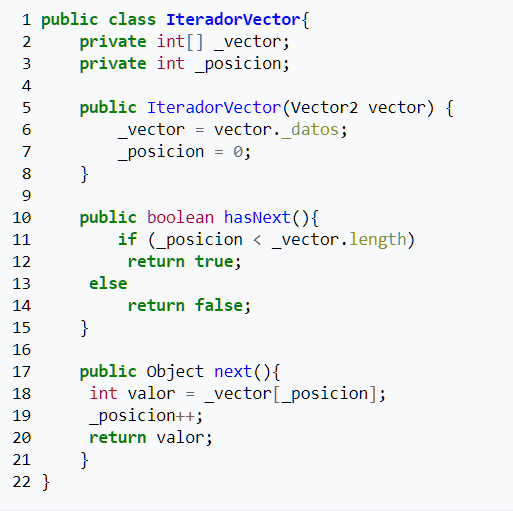 1 public class IteradorVector{
2     private int[] _vector;
3     private int _posicion;
4
5     public IteradorVector(Vector2 vector) {
6         _vector = vector._datos;
7         _posicion = 0;
8     }
9
10     public boolean hasNext(){
11         if (_posicion < _vector.length)
12          return true;
13      else
14          return false;
15     }
16
17     public Object next(){
18      int valor = _vector[_posicion];
19      _posicion++;
20      return valor;
21     }
22 }